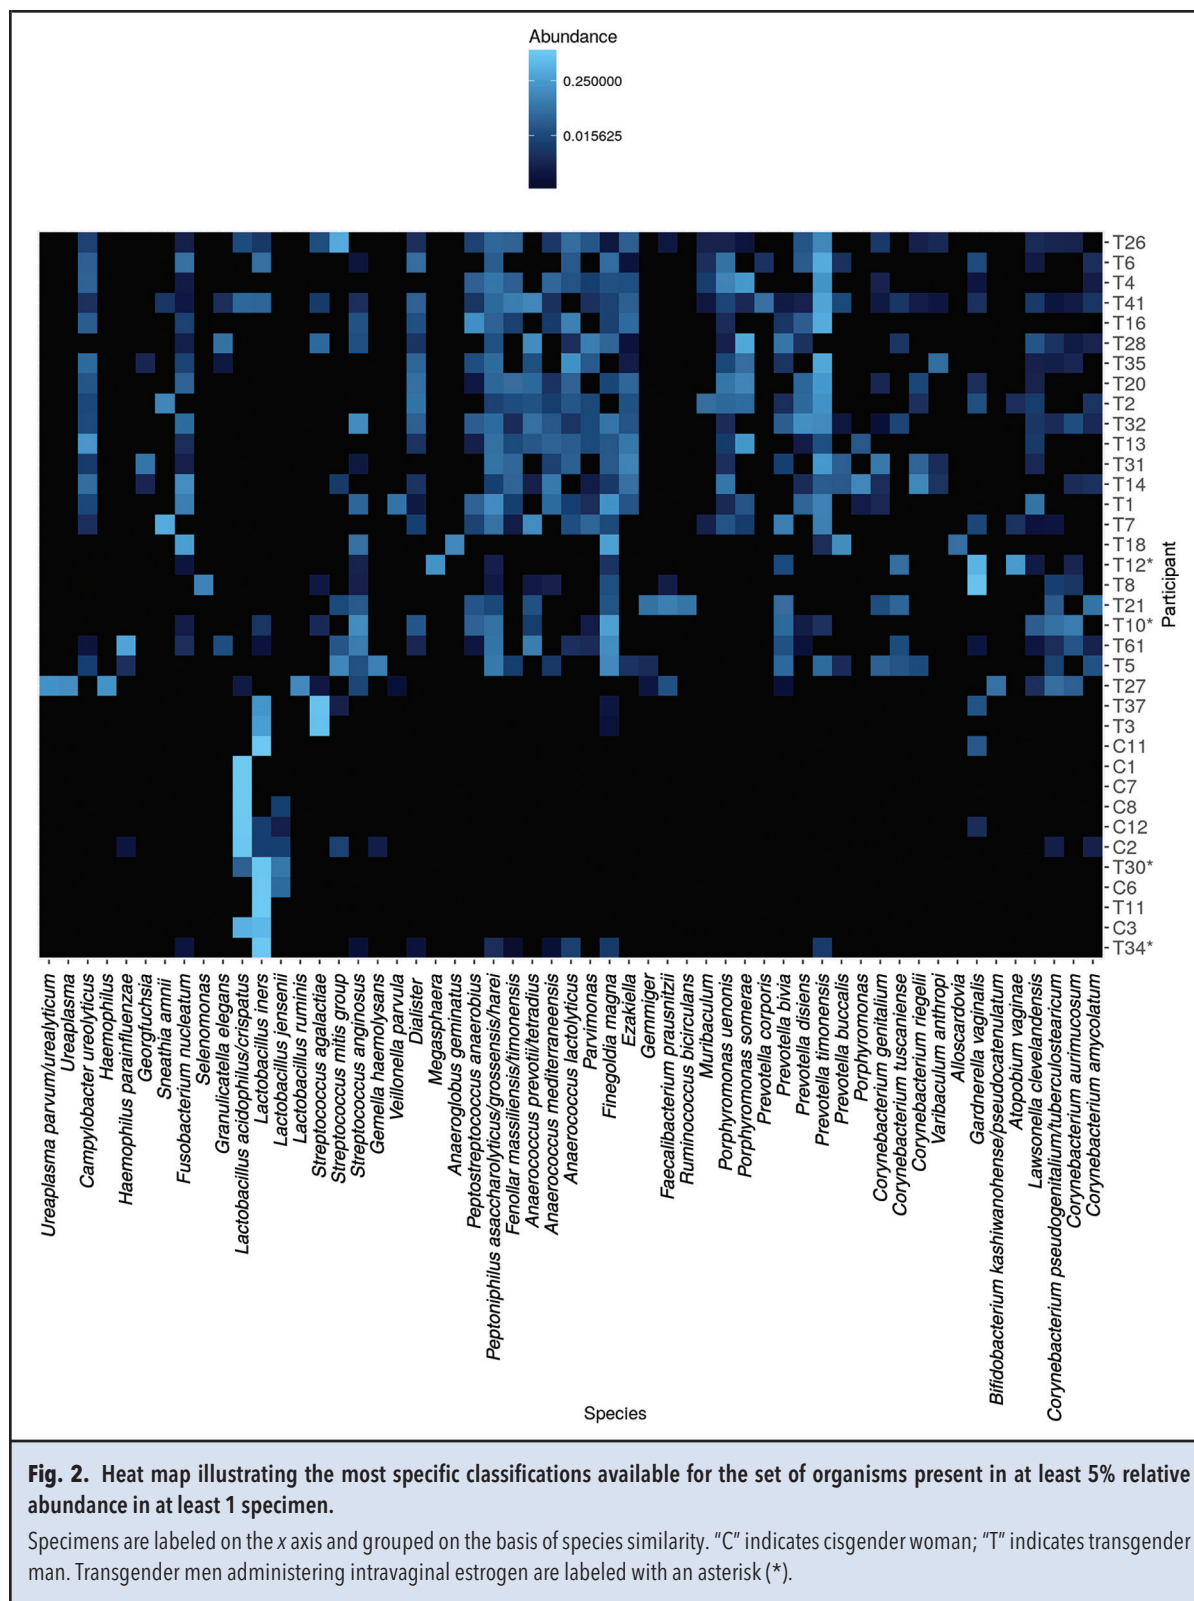 Abundance
0.250000
0.015625
T26
T6
T4
T41
T16
T28
T35
T20
T2
T32
T13
T31
T14
T1
T7
T18
T12*
T8
T21
T10*
T61
T5
T27
T37
T3
C11
C1
C7
C8
C12
C2
T30*
C6
T11
C3
T34*
Participant
Ureaplasma parvum/urealyticum
Ureaplasma
Campylobacter ureolyticus
Haemophilus
Haemophilus parainfluenzae
Georgfuchsia
Sneathia amnii
Fusobacterium nucleatum
Selenomonas
Granulicatella elegans
Lactobacillus acidophilus/crispatus
Lactobacillus iners
Lactobacillus jensenii
Lactobacillus ruminis
Streptococcus agalactiae
Streptococcus mitis group
Streptococcus anginosus
Gemella haemolysans
Veillonella parvula
Dialister
Megasphaera
Anaeroglobus geminatus
Peptostreptococcus anaerobius
Peptoniphilus asaccharolyticus/grossensis/harei
Fenollar massiliensis/timonensis
Anaerococcus prevotii/tetradius
Anaerococcus mediterraneensis
Anaerococcus lactolyticus
Parvimonas
Finegoldia magna
Ezakiella
Gemmiger
Faecalibacterium prausnitzii
Ruminococcus bicirculans
Muribaculum
Porphyromonas uenonis
Porphyromonas somerae
Prevotella corporis
Prevotella bivia
Prevotella disiens
Prevotella timonensis
Prevotella buccalis
Porphyromonas
Corynebacterium genitalium
Corynebacterium tuscaniense
Corynebacterium riegelii
Varibaculum anthropi
Alloscardovia
Gardnerella vaginalis
Bifidobacterium kashiwanohense/pseudocatenulatum
Atopobium vaginae
Lawsonella clevelandensis
Corynebacterium pseudogenitalium/tuberculostearicum
Corynebacterium aurimucosum
Corynebacterium amycolatum
Species
Fig. 2. Heat map illustrating the most specific classifications available for the set of organisms present in at least 5% relative
abundance in at least 1 specimen.
Specimens are labeled on the x axis and grouped on the basis of species similarity. "C" indicates cisgender woman; "T" indicates transgender
man. Transgender men administering intravaginal estrogen are labeled with an asterisk (*).